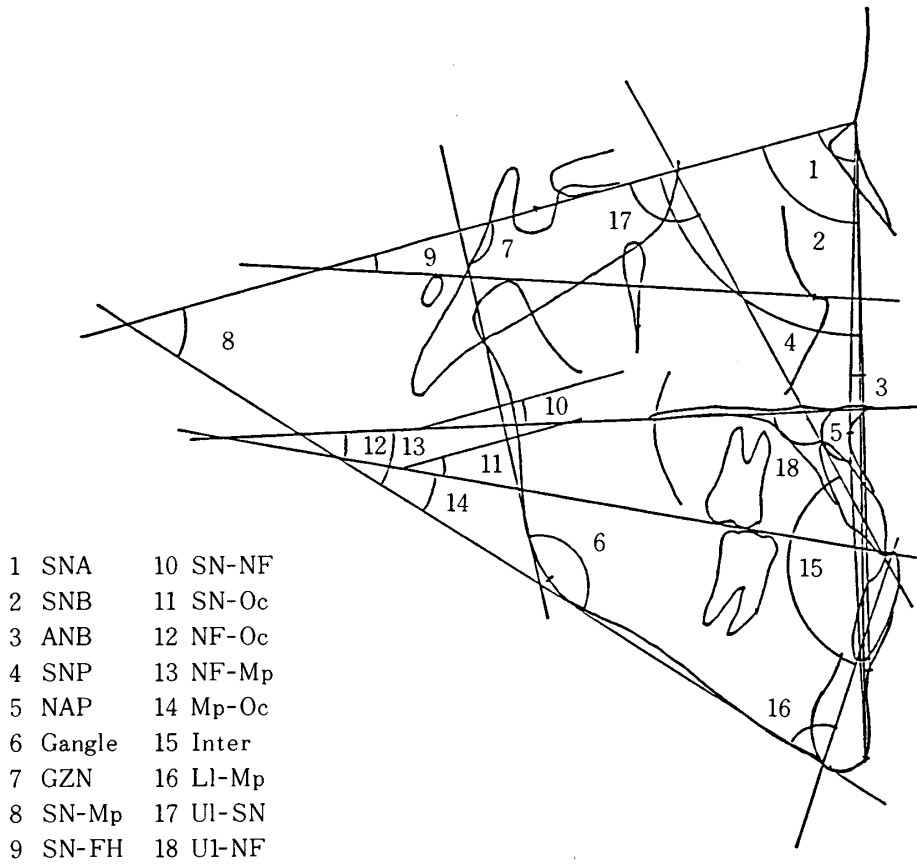 1
17
2
9
7
8
4
3
10
5
12 13
11
18
14
6
15
16
1 SNA 10 SN-NF
2 SNB 11 SN-Oc
3 ANB 12 NF-Oc
4 SNP 13 NF-Mp
5 NAP 14 Mp-Oc
6 Gangle 15 Inter
7 GZN 16 Ll-Mp
8 SN-Mp 17 Ul-SN
9 SN-FH 18 U1-NF